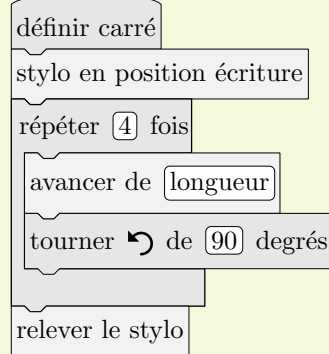 définir carré
stylo en position écriture
répéter 4 fois
avancer de longueur
tourner ↺ de 90 degrés
relever le stylo